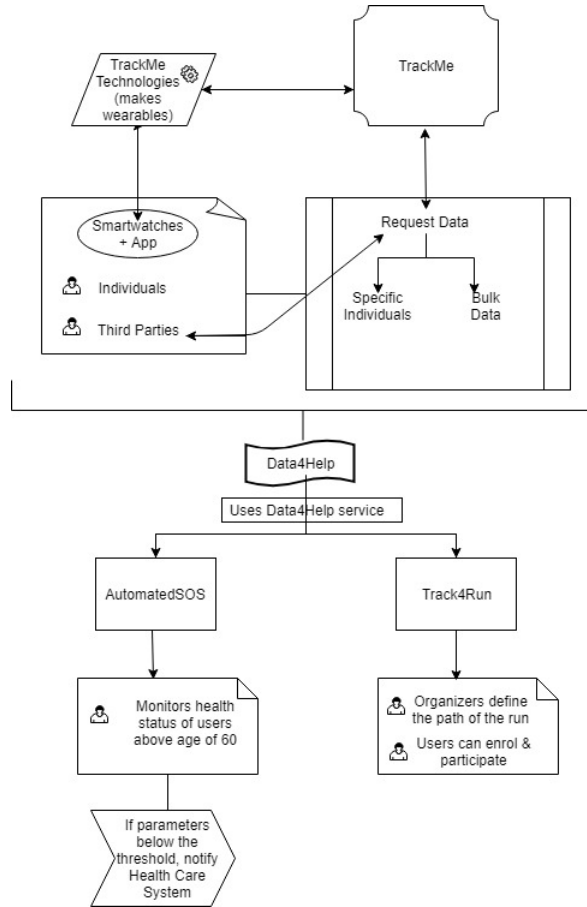 TrackMe
Technologies
(makes
wearables)
TrackMe
Smartwatches
+ App
Individuals
Third Parties
Request Data
Specific
Individuals
Bulk
Data
Data4Help
Uses Data4Help service
AutomatedSOS
Track4Run
Monitors health
status of users
above age of 60
Organizers define
the path of the run
Users can enrol &
participate
If parameters
below the
threshold, notify
Health Care
System